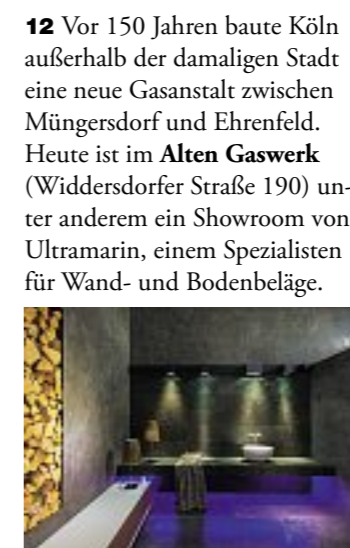 12 Vor 150 Jahren baute Köln
außerhalb der damaligen Stadt
eine neue Gasanstalt zwischen
Müngersdorf und Ehrenfeld.
Heute ist im Alten Gaswerk
(Widdersdorfer Straße 190) un-
ter anderem ein Showroom von
Ultramarin, einem Spezialisten
für Wand- und Bodenbeläge.